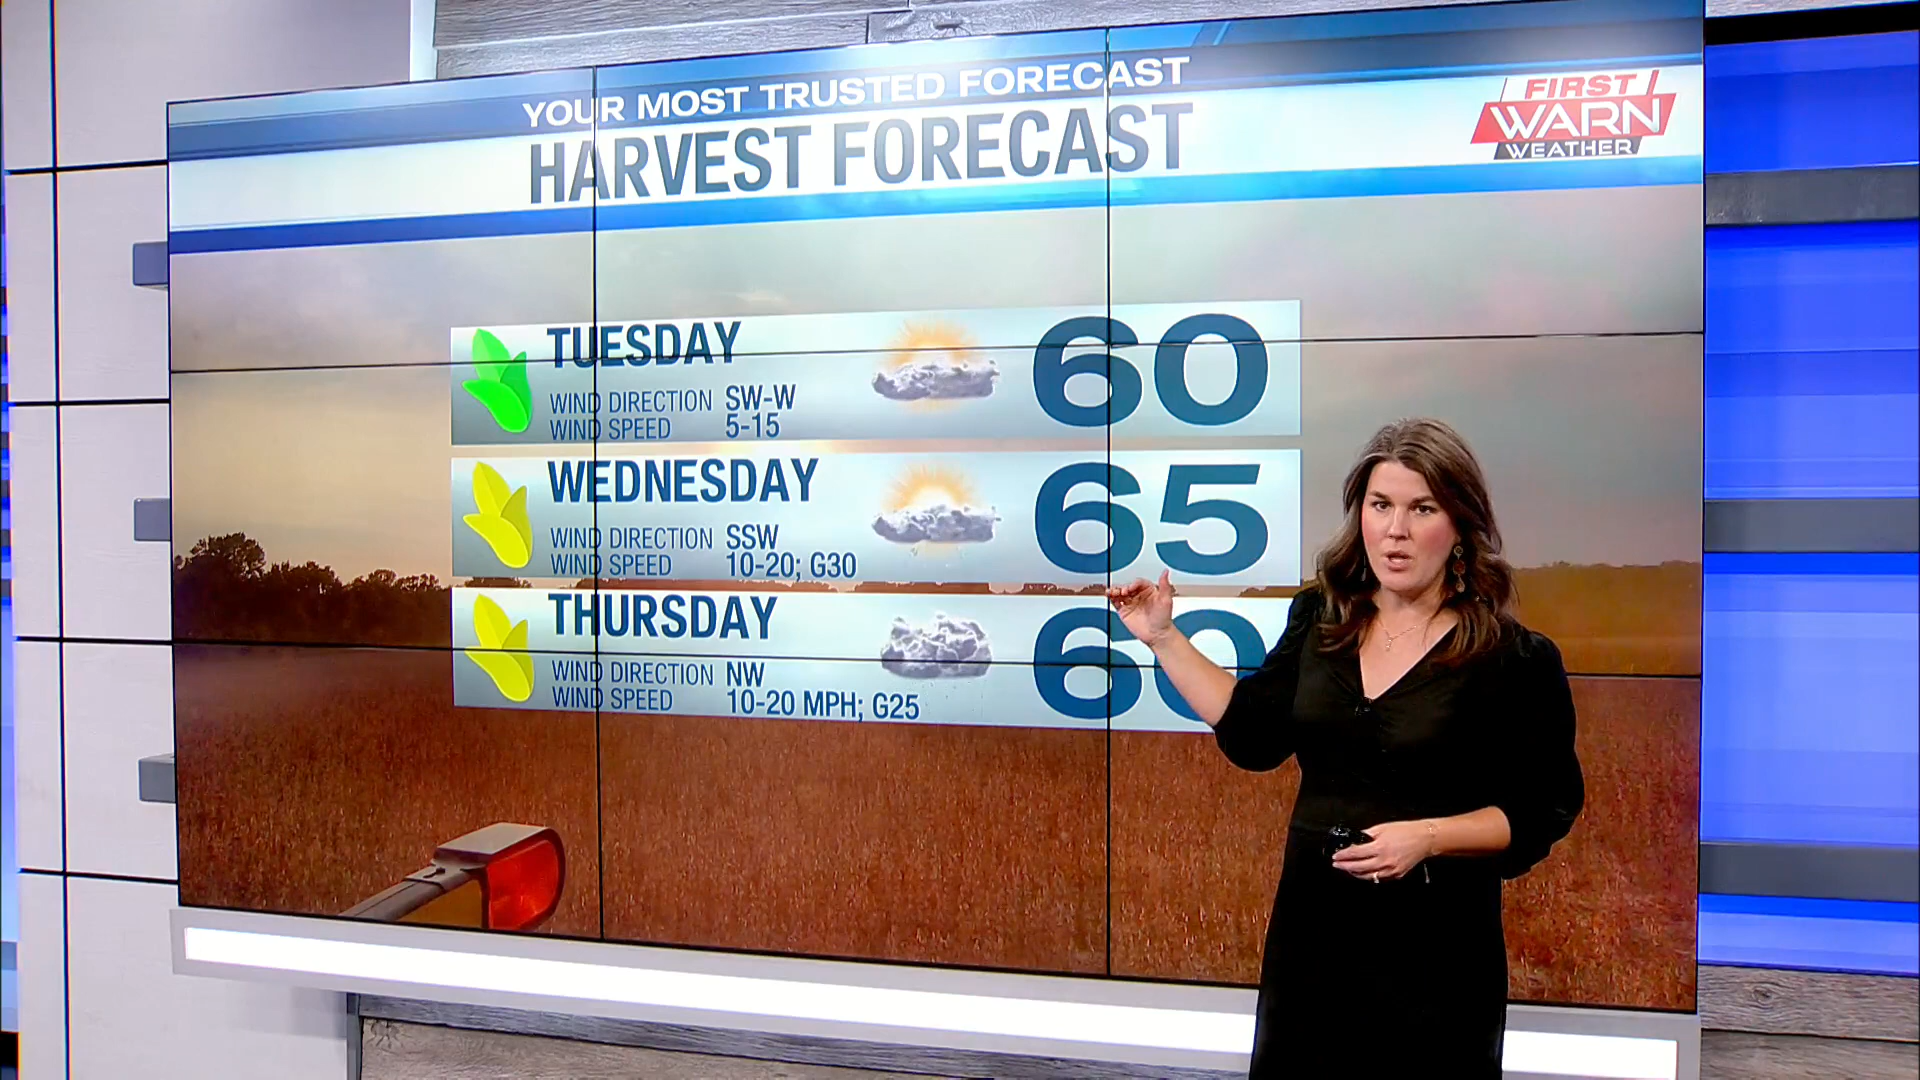 YOUR MOST TRUSTED FORECAST
HARVEST FORECAST
FIRST
WARN
WEATHER
TUESDAY
WIND DIRECTION SW-W
WIND SPEED 5-15
60
WEDNESDAY
WIND DIRECTION SSW
WIND SPEED 10-20; G30
65
THURSDAY
WIND DIRECTION NW
WIND SPEED 10-20 MPH; G25
60